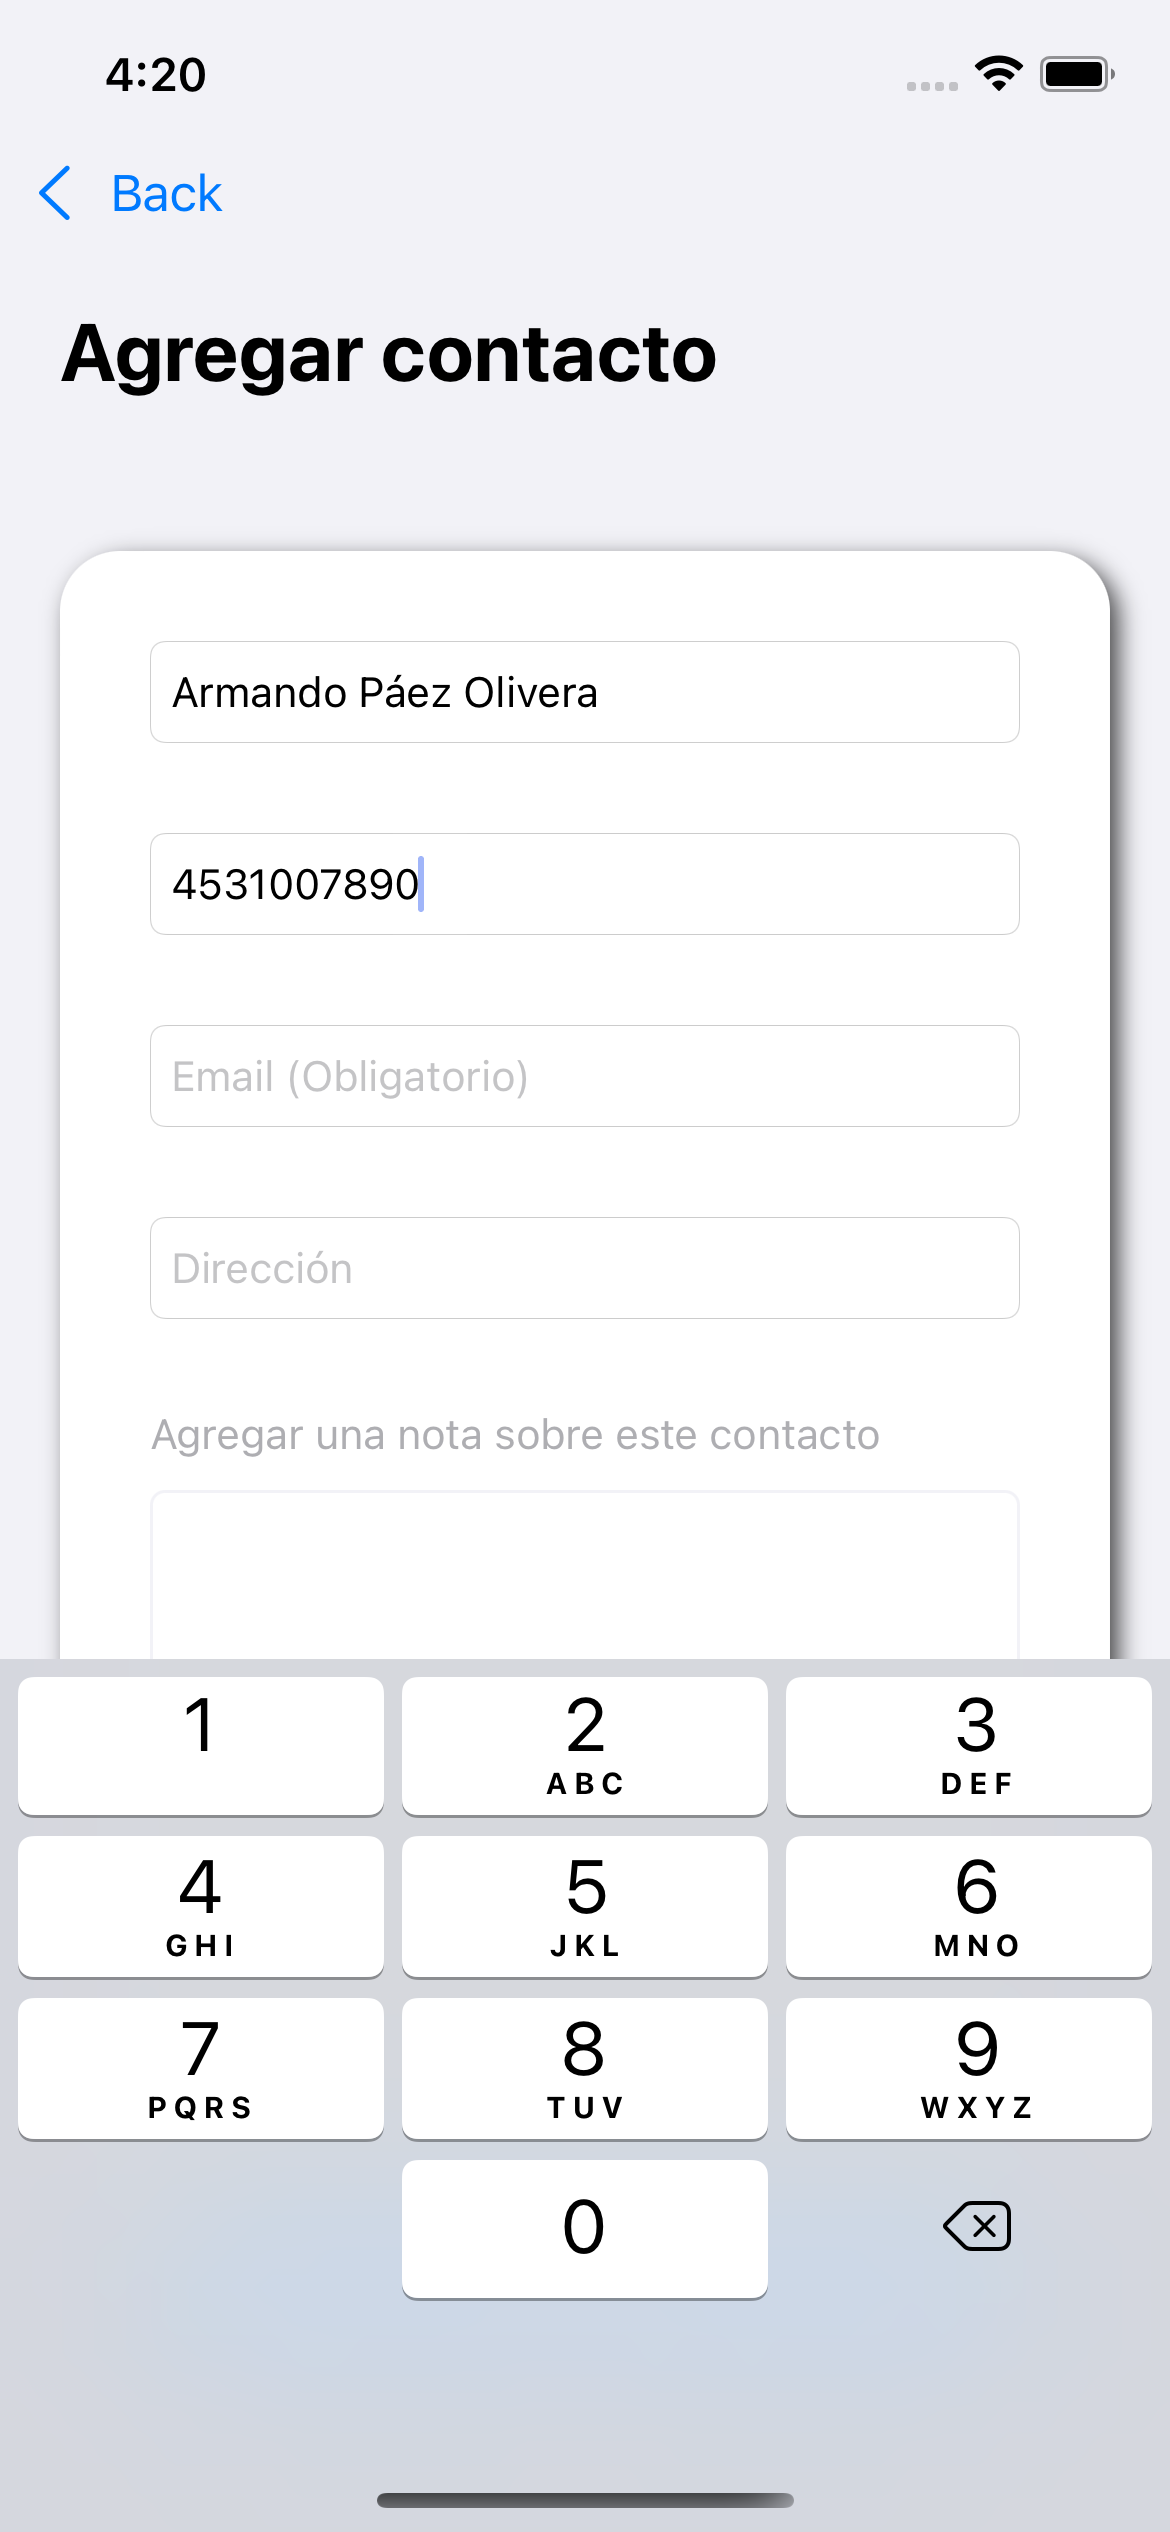 4:20
Back
Agregar contacto
Armando Páez Olivera
4531007890
Email (Obligatorio)
Dirección
Agregar una nota sobre este contacto
1 2 3
ABC DEF
4 5 6
GHI JKL MNO
7 8 9
PQRS TUV WXYZ
0